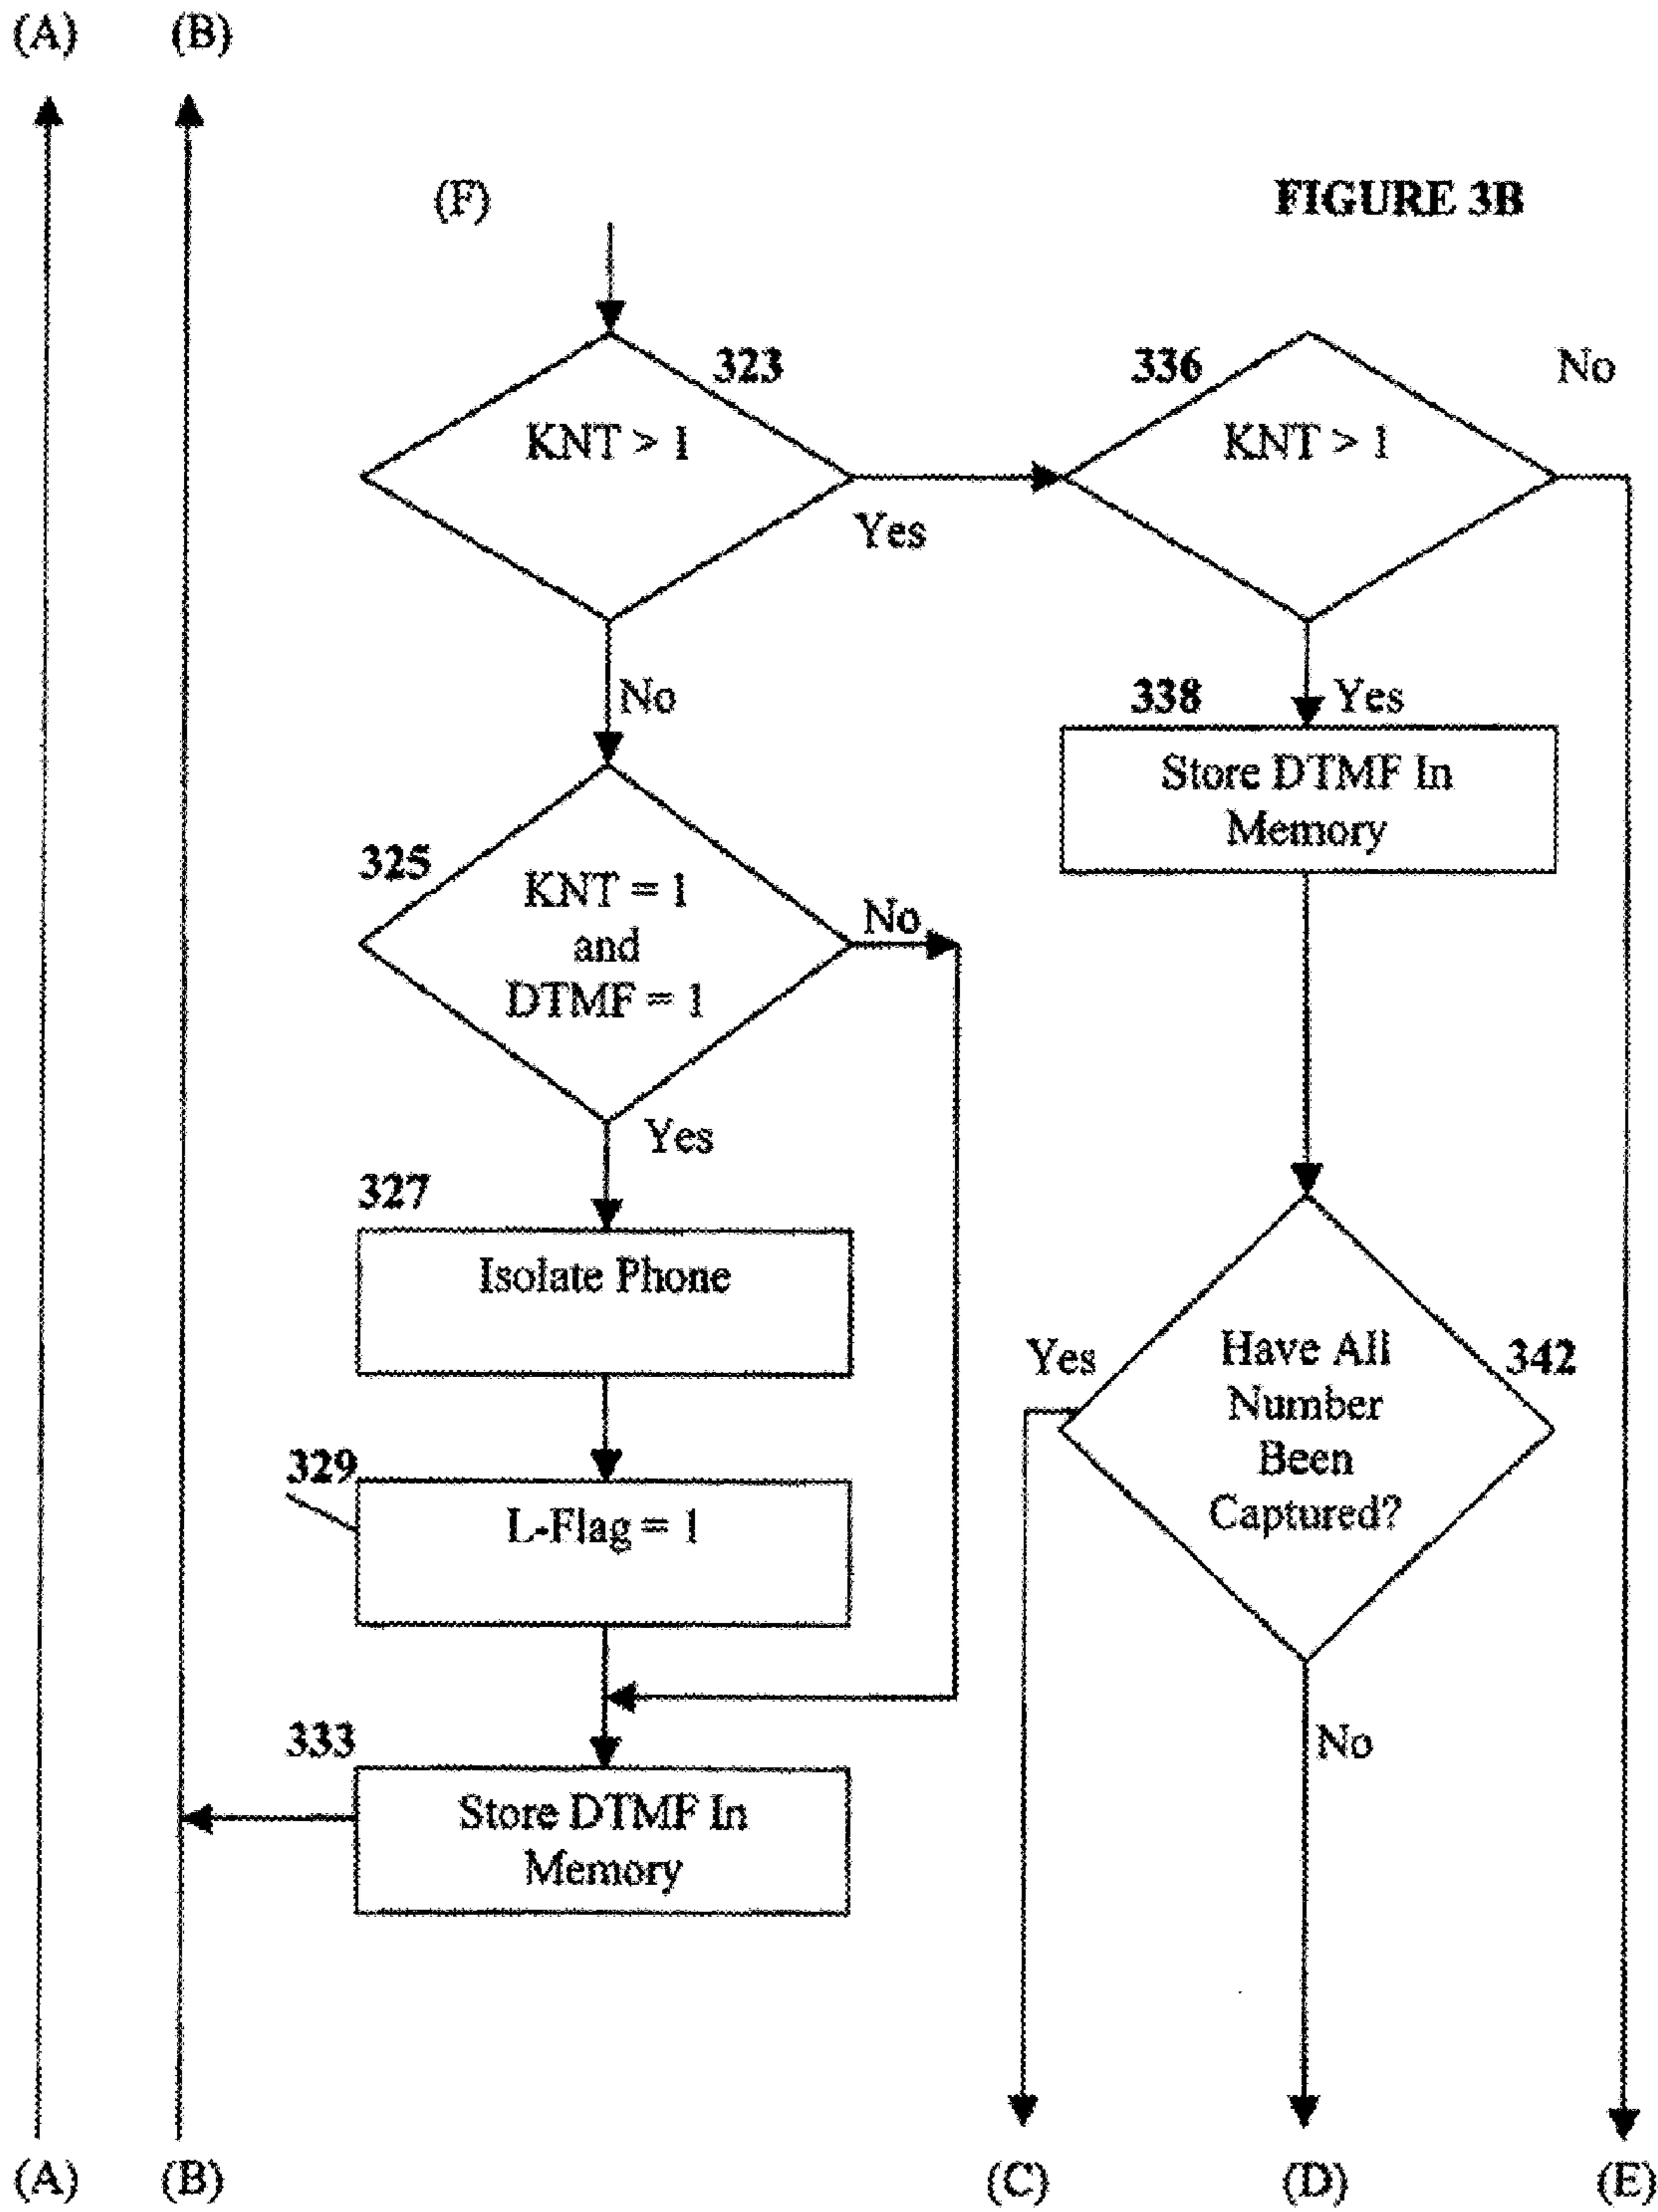 (A)
(B)
(F)
FIGURE 3B
323
KNT > 1
Yes
No
336
KNT > 1
No
338
Yes
Store DTMF In
Memory
325
KNT = 1
and
DTMF = 1
No
Yes
327
Isolate Phone
329
L-Flag = 1
333
Store DTMF In
Memory
Yes
Have All
Number
Been
Captured?
342
No
(A)
(B)
(C)
(D)
(E)